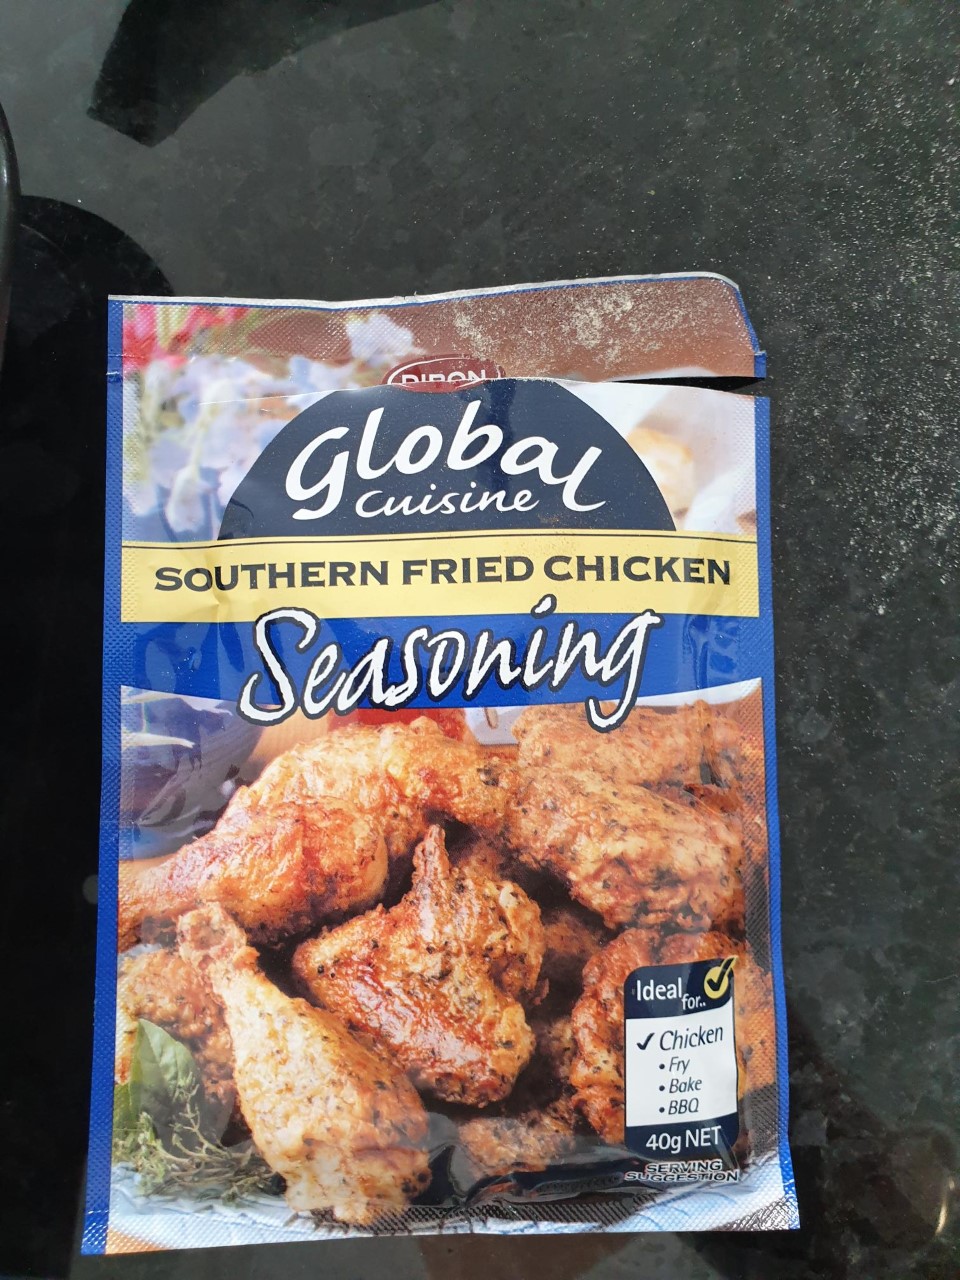 Global
Cuisine
SOUTHERN FRIED CHICKEN
Seasoning
Ideal
for..
✓ Chicken
• Fry
• Bake
• BBQ
40g NET
SERVING
SUGGESTION